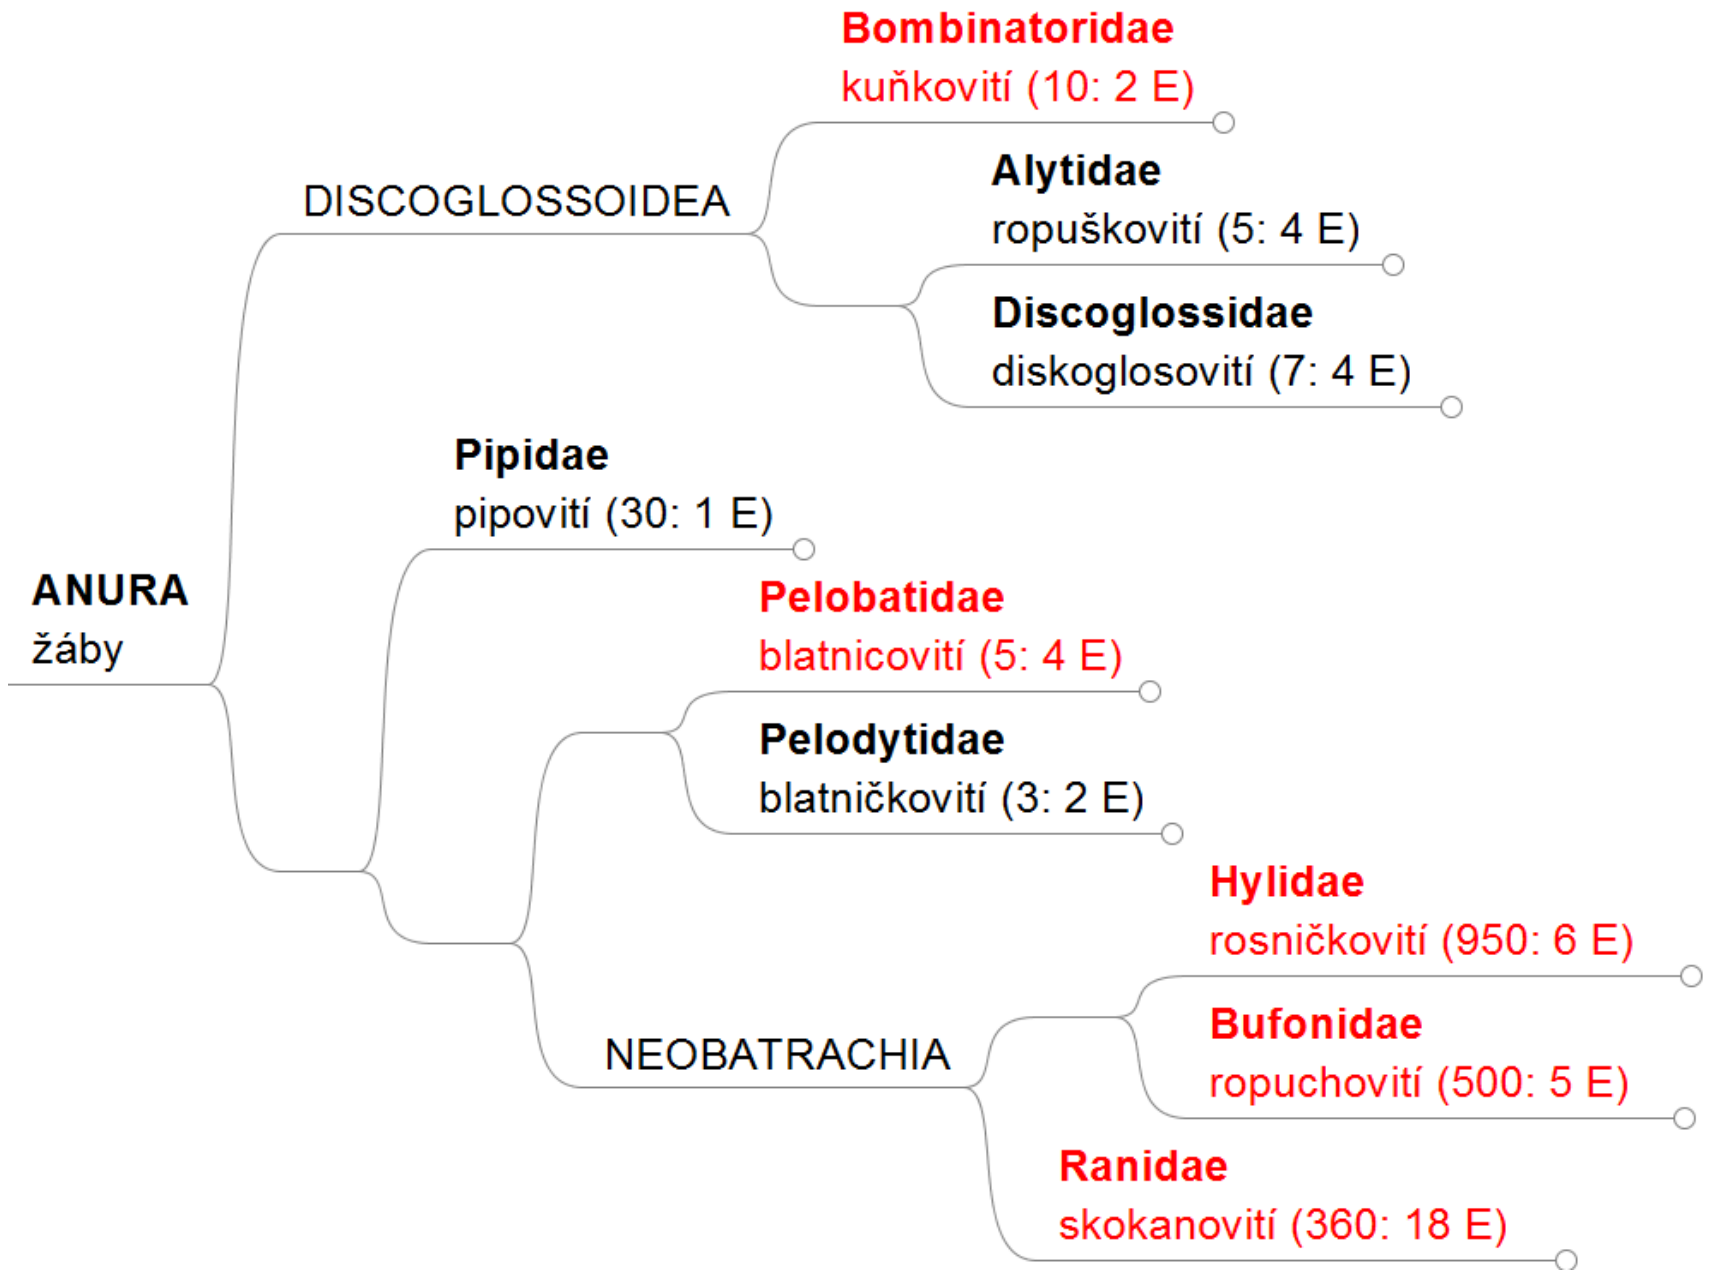 Bombinatoridae
kuňkovití (10: 2 E)
Alytidae
ropuškovití (5: 4 E)
DISCOGLOSSOIDEA
Discoglossidae
diskoglosovití (7: 4 E)
Pipidae
pipovití (30: 1 E)
ANURA
žáby
Pelobatidae
blatnicovití (5: 4 E)
Pelodytidae
blatničkovití (3: 2 E)
Hylidae
rosničkovití (950: 6 E)
Bufonidae
ropuchovití (500: 5 E)
NEOBATRACHIA
Ranidae
skokanovití (360: 18 E)